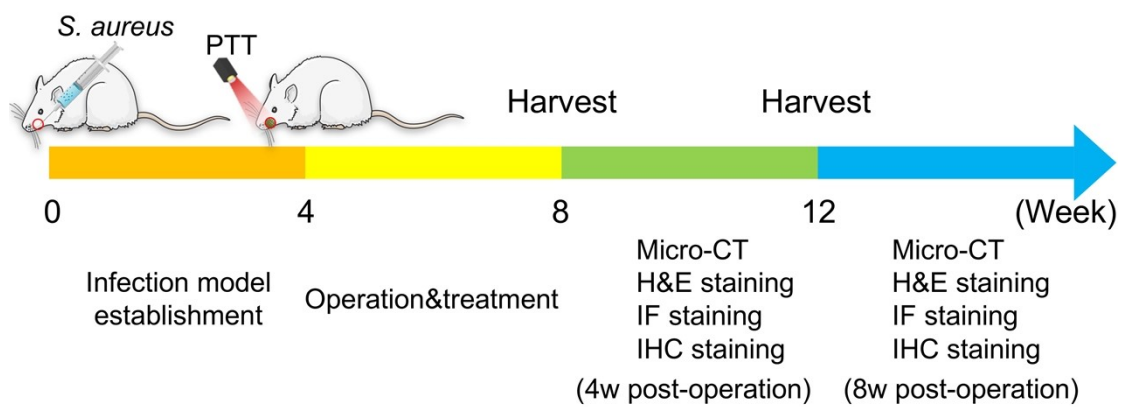 S. aureus
PTT
Harvest
Harvest
0
4
8
12
(Week)
Infection model
establishment
Operation&treatment
Micro-CT
H&E staining
IF staining
IHC staining
(4w post-operation)
Micro-CT
H&E staining
IF staining
IHC staining
(8w post-operation)